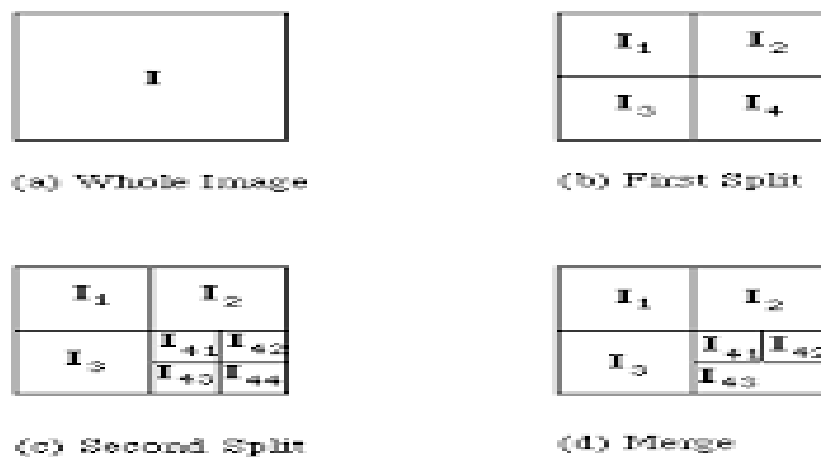 I
(a) Whole Image
I₁ I₂
I₃ I₄
(b) First Split
I₁ I₂
I₃ I₄₁ I₄₂
I₄₃ I₄₄
(c) Second Split
I₁ I₂
I₃ I₄₁ I₄₂
I₄₃
(d) Merge